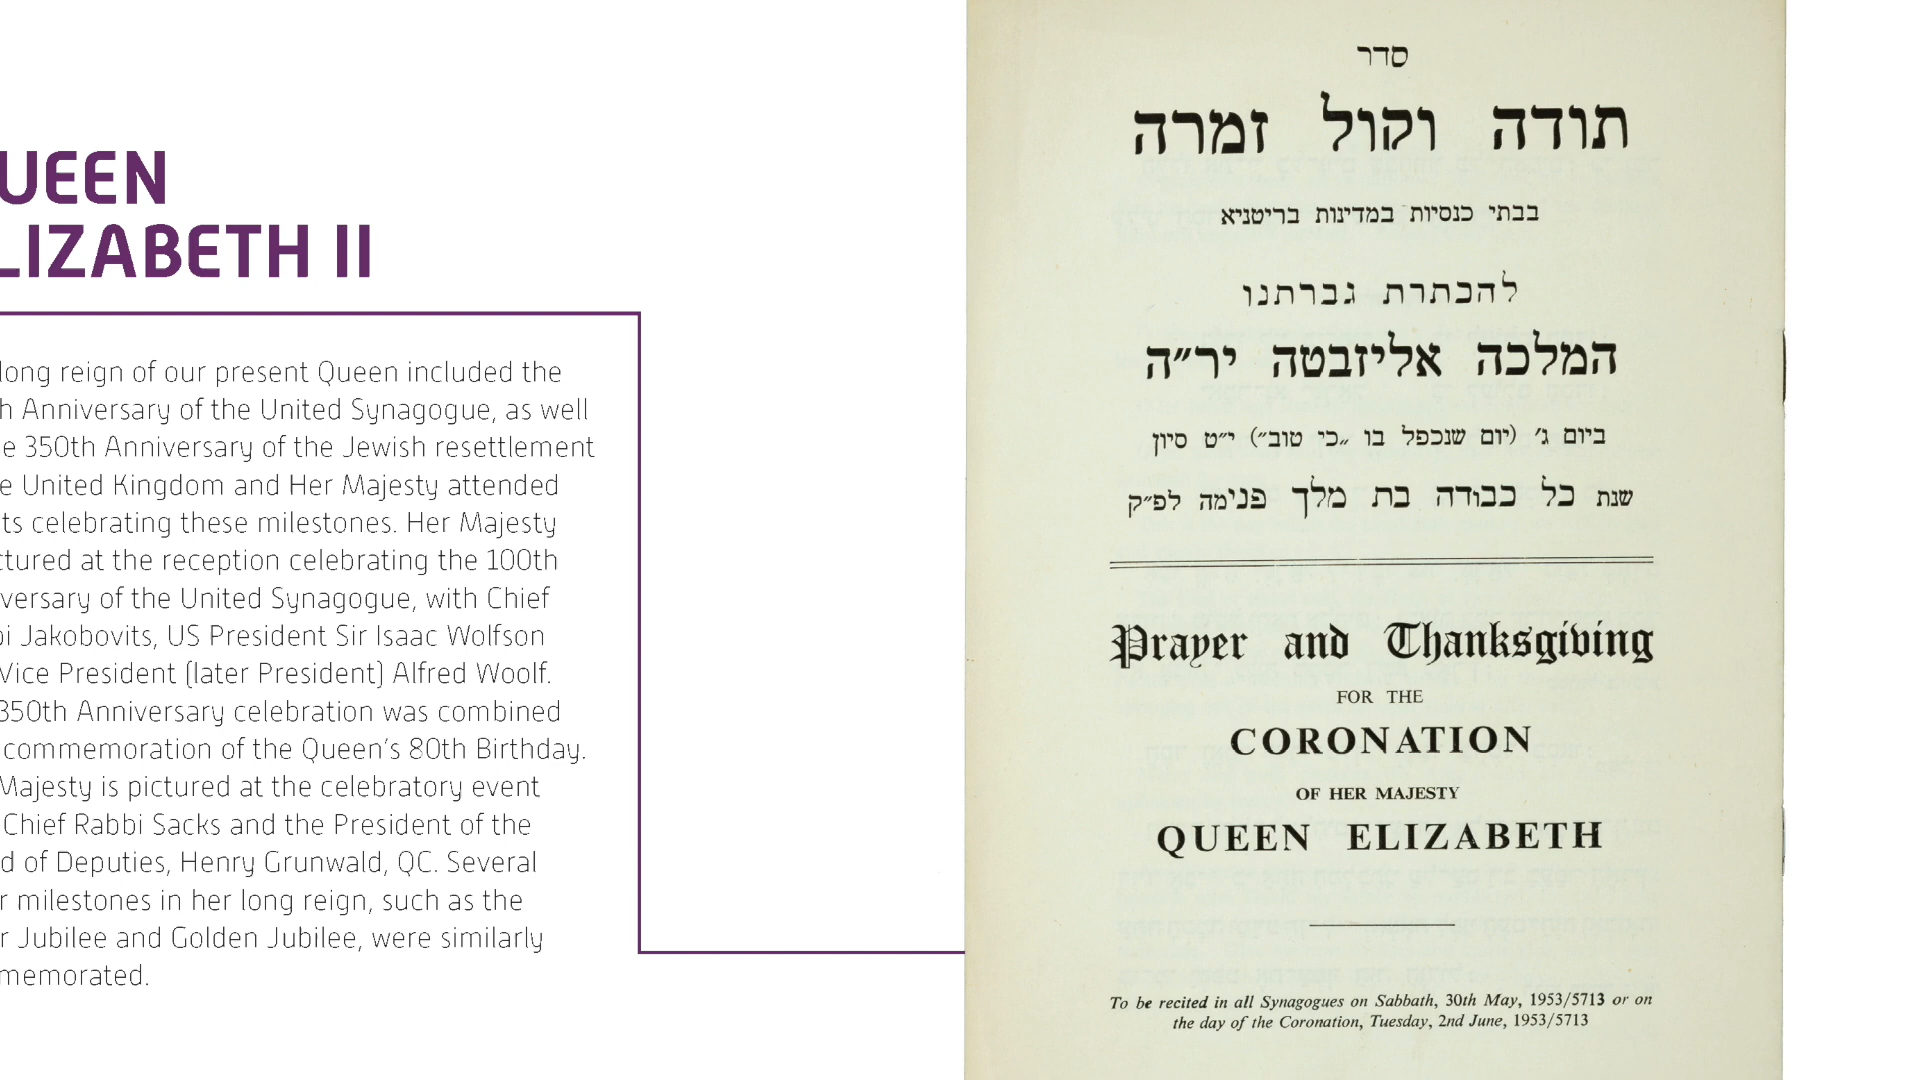 UEEN
LIZABETH II
long reign of our present Queen included the
h Anniversary of the United Synagogue, as well
e 350th Anniversary of the Jewish resettlement
e United Kingdom and Her Majesty attended
ts celebrating these milestones. Her Majesty
ctured at the reception celebrating the 100th
versary of the United Synagogue, with Chief
bi Jakobovits, US President Sir Isaac Wolfson
Vice President (later President) Alfred Woolf.
350th Anniversary celebration was combined
commemoration of the Queen's 80th Birthday.
Majesty is pictured at the celebratory event
Chief Rabbi Sacks and the President of the
d of Deputies, Henry Grunwald, QC. Several
r milestones in her long reign, such as the
r Jubilee and Golden Jubilee, were similarly
memorated.
סדר
תודה וקול זמרה
בבתי כנסיות במדינות בריטניא
להכתרת גברתנו
המלכה אליזבטה יר״ה
ביום ג׳ (יום שנכפל בו „כי טוב״) י״ט סיון
שנת כל כבודה בת מלך פנימה לפ״ק
Prayer and Thanksgiving
FOR THE
CORONATION
OF HER MAJESTY
QUEEN ELIZABETH
To be recited in all Synagogues on Sabbath, 30th May, 1953/5713 or on
the day of the Coronation, Tuesday, 2nd June, 1953/5713